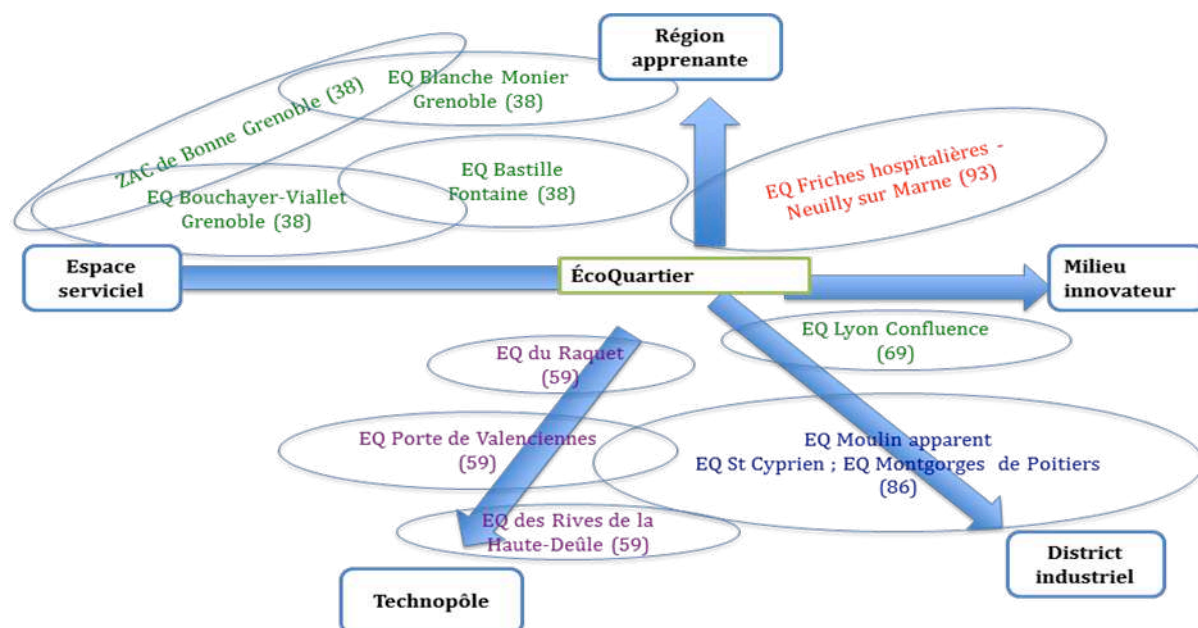 Région
apprenante
EQ Blanche Monier
Grenoble (38)
ZAC de Bonne Grenoble (38)
EQ Bastille
Fontaine (38)
EQ Friches hospitalières -
Neuilly sur Marne (93)
EQ Bouchayer-Viallet
Grenoble (38)
Espace
serviciel
ÉcoQuartier
Milieu
innovateur
EQ Lyon Confluence
(69)
EQ du Raquet
(59)
EQ Porte de Valenciennes
(59)
EQ Moulin apparent
EQ St Cyprien ; EQ Montgorges de Poitiers
(86)
EQ des Rives de la
Haute-Deûle (59)
District
industriel
Technopôle